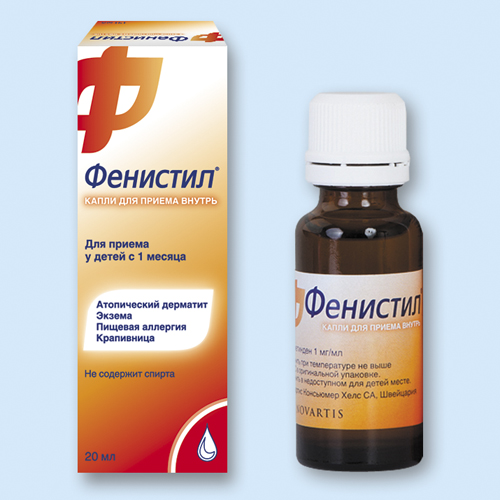 Фенистил
Фенистил®
КАПЛИ ДЛЯ ПРИЕМА ВНУТРЬ
Для приема
у детей с 1 месяца
Атопический дерматит
Экзема
Пищевая аллергия
Крапивница
Не содержит спирта
20 мл
Фенистил®
КАПЛИ ДЛЯ ПРИЕМА ВНУТРЬ
1 мг/мл
при температуре не выше
оригинальной упаковке.
в недоступном для детей месте.
Консьюмер Хелс СА, Швейцария
NOVARTIS